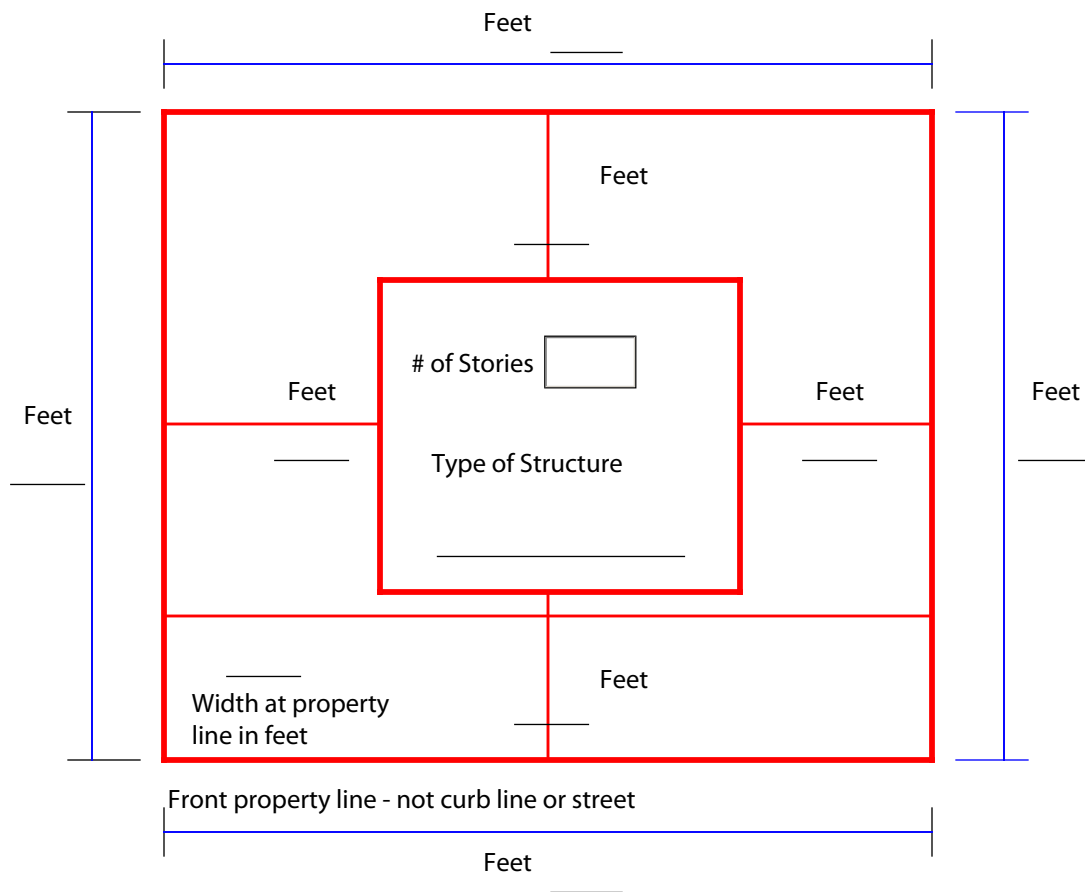 Feet
Feet
# of Stories
Feet
Feet
Feet
Feet
Type of Structure
Feet
Width at property
line in feet
Front property line - not curb line or street
Feet